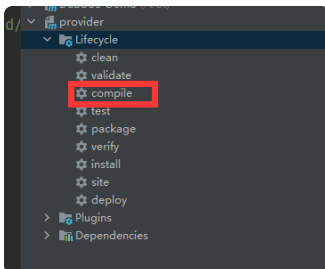 provider
Lifecycle
clean
validate
compile
test
package
verify
install
site
deploy
Plugins
Dependencies